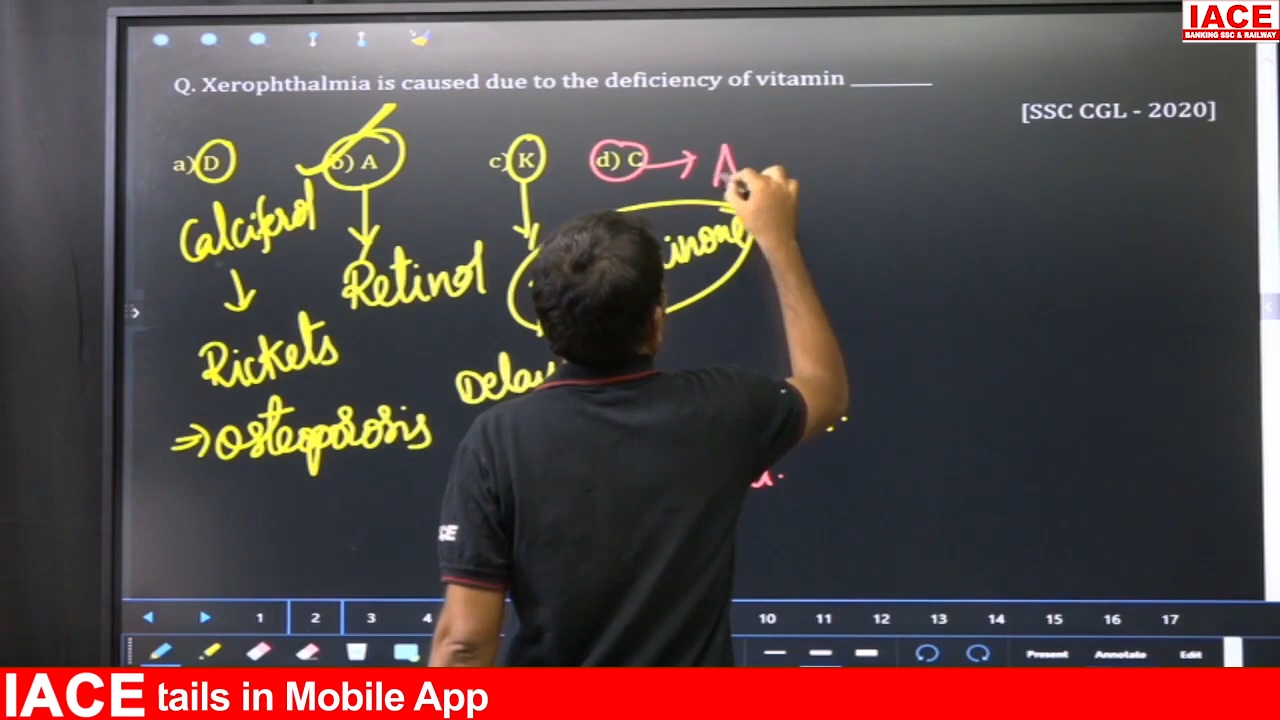 IACE
BANKING SSC & RAILWAY
Q. Xerophthalmia is caused due to the deficiency of vitamin ________
[SSC CGL - 2020]
a) D b) A c) K d) C → A
Calciferol
Retinol
Rickets
⇒ Osteoporosis
1 2 3 4 10 11 12 13 14 15 16 17
Present Annotate Edit
IACE tails in Mobile App